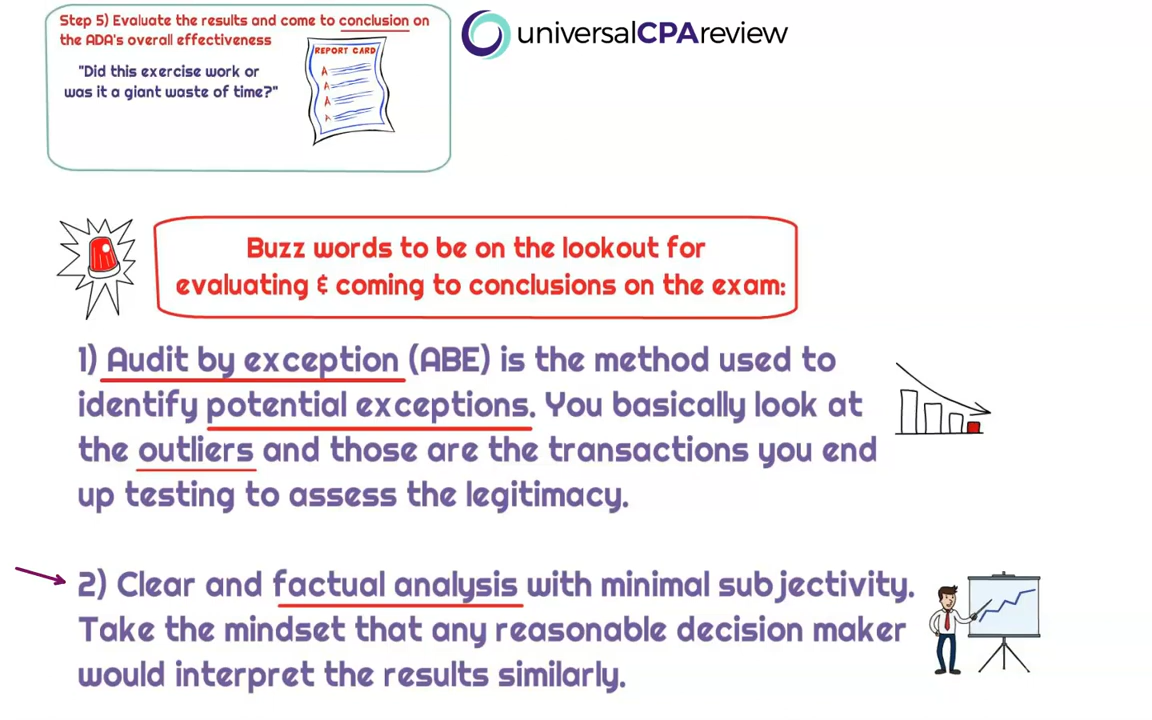 Step 5) Evaluate the results and come to conclusion on
the ADA's overall effectiveness
"Did this exercise work or
was it a giant waste of time?"
REPORT CARD
A
A
A
A
universalCPAreview
Buzz words to be on the lookout for
evaluating & coming to conclusions on the exam:
1) Audit by exception (ABE) is the method used to
identify potential exceptions. You basically look at
the outliers and those are the transactions you end
up testing to assess the legitimacy.
2) Clear and factual analysis with minimal subjectivity.
Take the mindset that any reasonable decision maker
would interpret the results similarly.